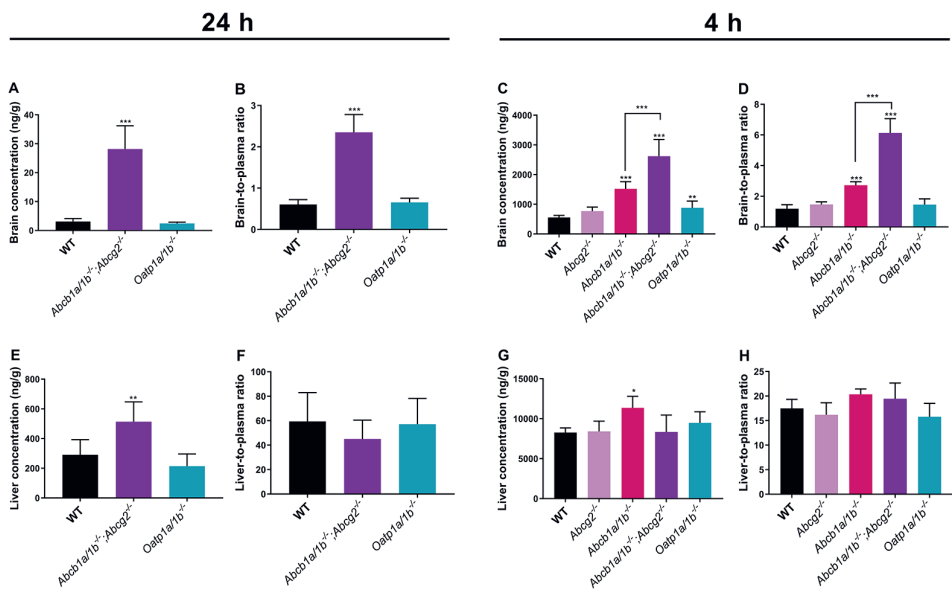 24 h
4 h
A
Brain concentration (ng/g)
40
30
20
10
0
***
WT
Abcb1a/1b-/-;Abcg2-/-
Oatp1a/1b-/-
B
Brain-to-plasma ratio
3
2
1
0
***
WT
Abcb1a/1b-/-;Abcg2-/-
Oatp1a/1b-/-
C
Brain concentration (ng/g)
4000
3000
2000
1000
0
***
***
***
**
WT
Abcg2-/-
Abcb1a/1b-/-
Abcb1a/1b-/-;Abcg2-/-
Oatp1a/1b-/-
D
Brain-to-plasma ratio
8
6
4
2
0
***
***
***
WT
Abcg2-/-
Abcb1a/1b-/-
Abcb1a/1b-/-;Abcg2-/-
Oatp1a/1b-/-
E
Liver concentration (ng/g)
800
600
400
200
0
**
WT
Abcb1a/1b-/-;Abcg2-/-
Oatp1a/1b-/-
F
Liver-to-plasma ratio
100
80
60
40
20
0
WT
Abcb1a/1b-/-;Abcg2-/-
Oatp1a/1b-/-
G
Liver concentration (ng/g)
15000
10000
5000
0
*
WT
Abcg2-/-
Abcb1a/1b-/-
Abcb1a/1b-/-;Abcg2-/-
Oatp1a/1b-/-
H
Liver-to-plasma ratio
25
20
15
10
5
0
WT
Abcg2-/-
Abcb1a/1b-/-
Abcb1a/1b-/-;Abcg2-/-
Oatp1a/1b-/-